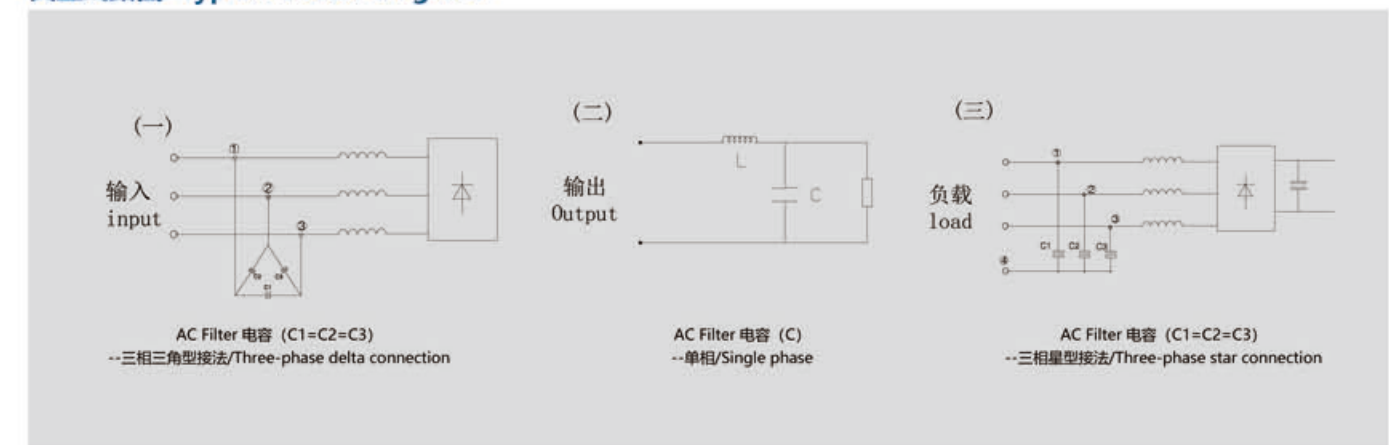 (一)
①
②
输入
input
③
C1
(二)
L
输出
C
Output
(三)
①
②
负载
load
③
C1
C2
C3
④
AC Filter 电容（C1=C2=C3)
--三相三角型接法/Three-phase delta connection
AC Filter 电容（C)
--单相/Single phase
AC Filter 电容（C1=C2=C3)
--三相星型接法/Three-phase star connection